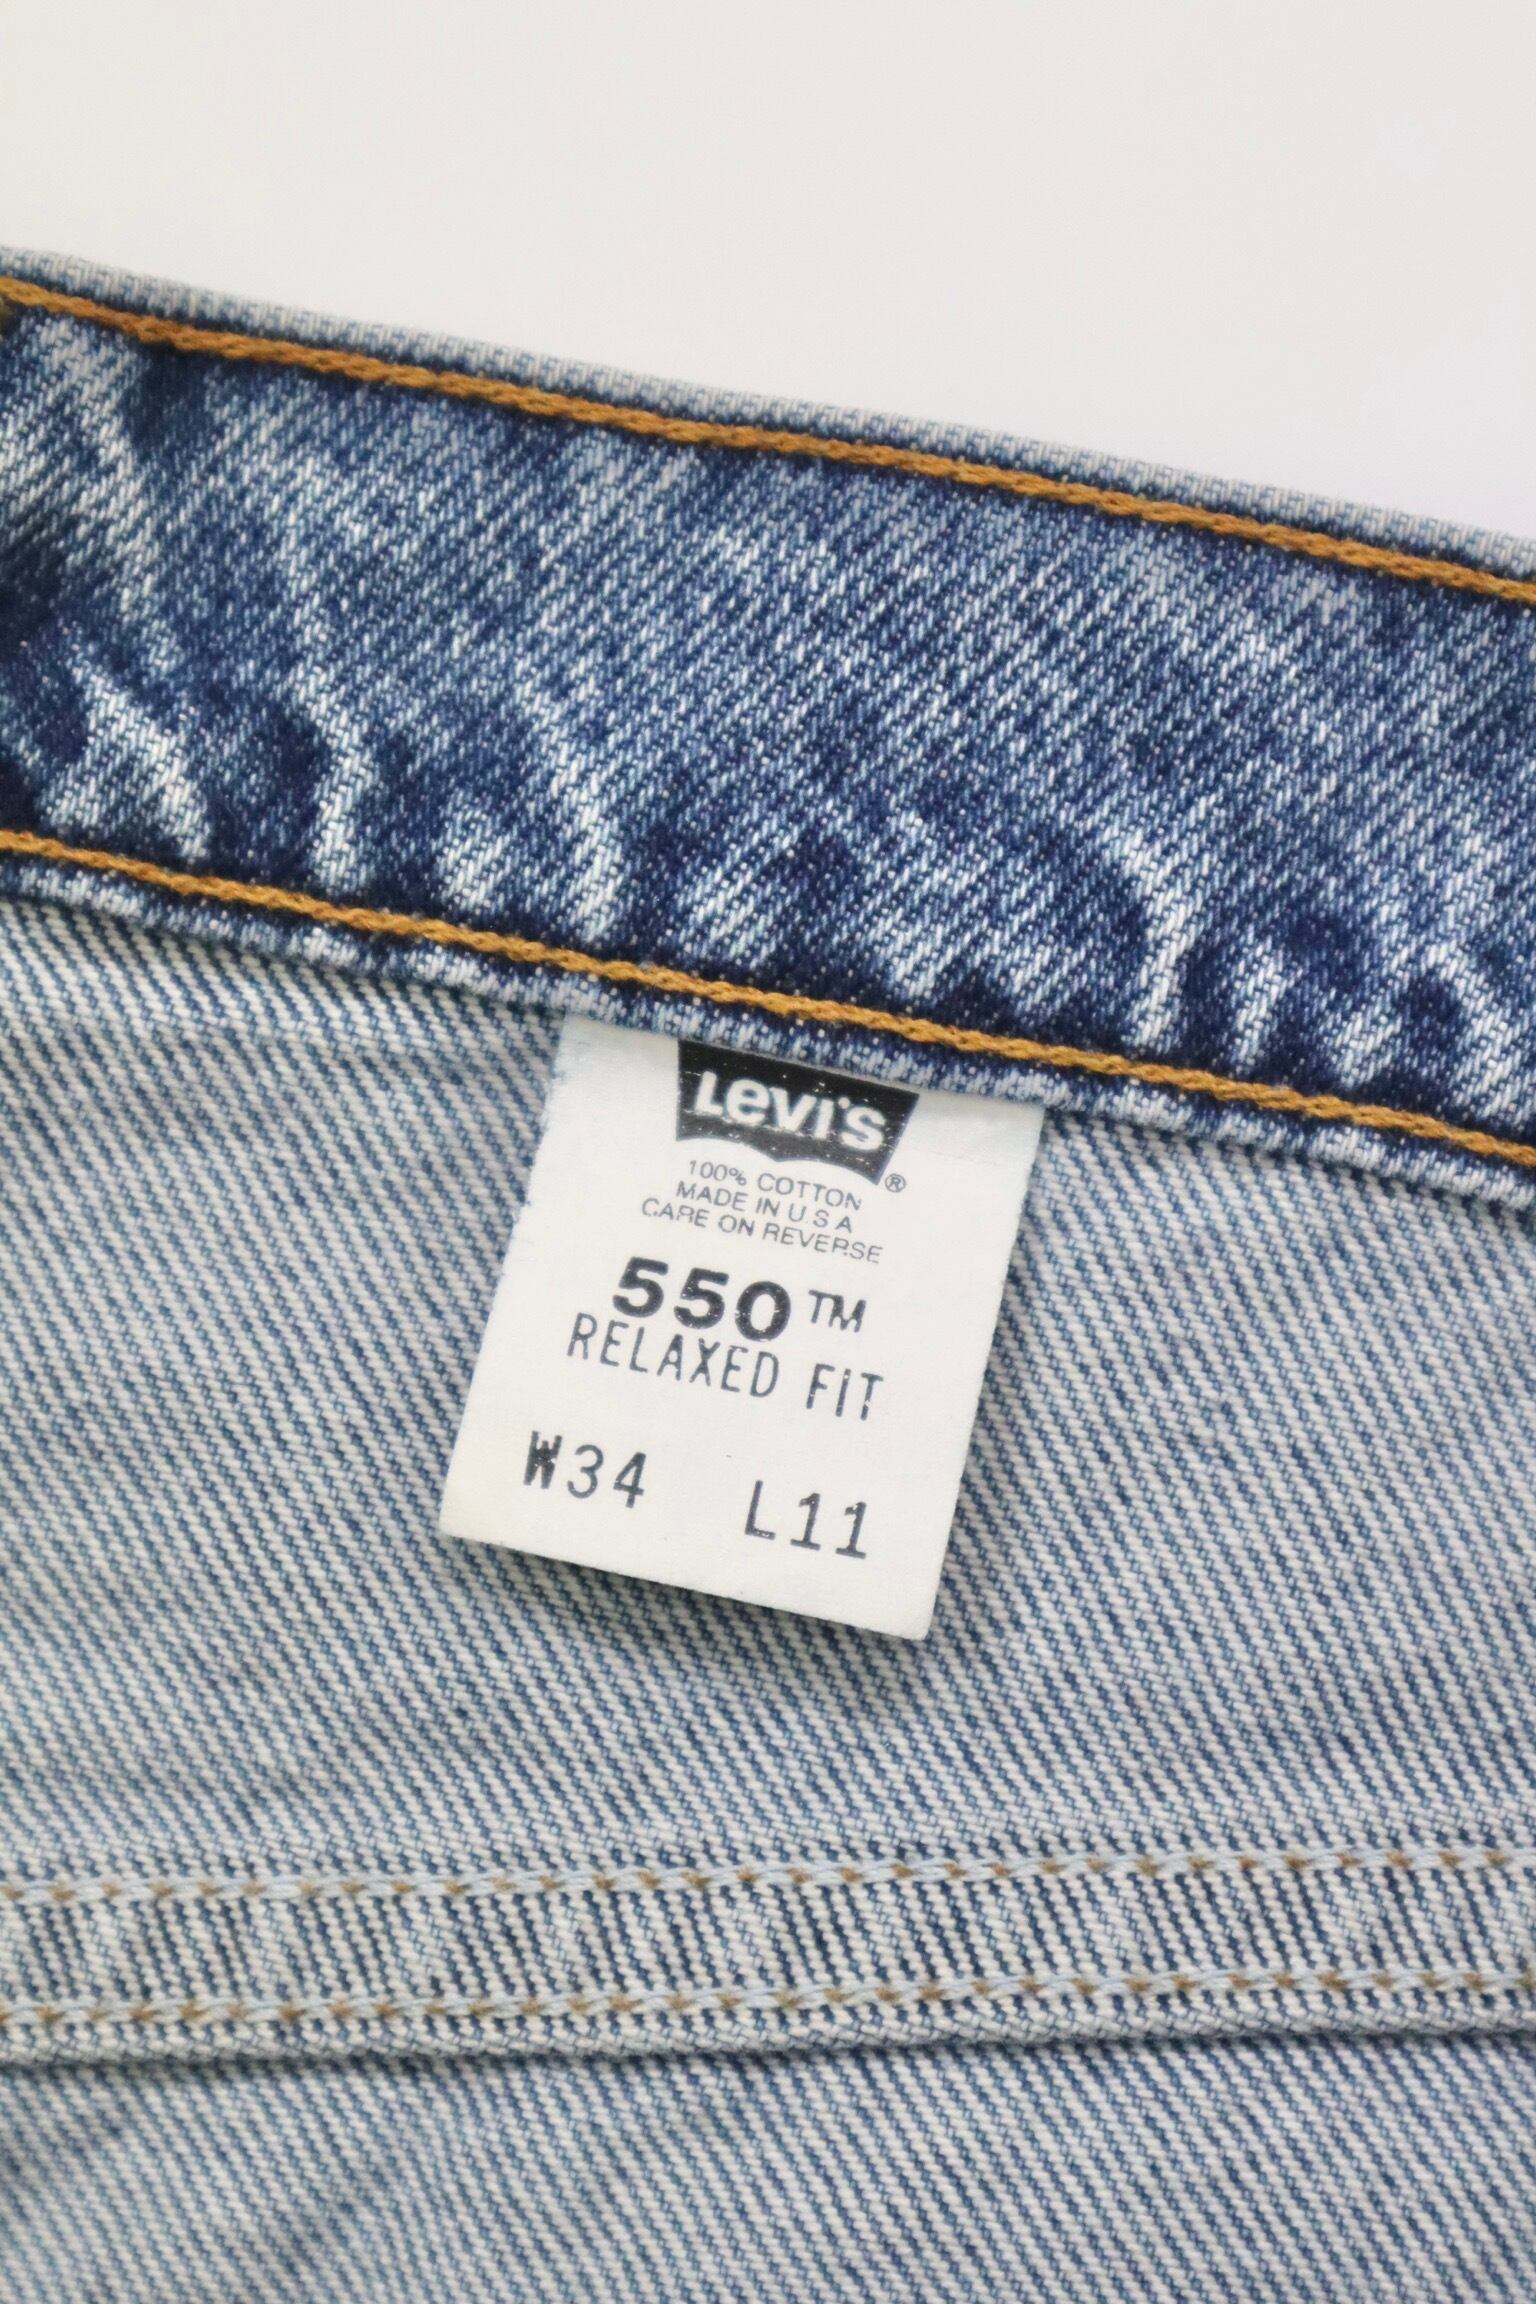 LEVI'S
®
100% COTTON
MADE IN U.S.A
CARE ON REVERSE
550™
RELAXED FIT
W34 L11